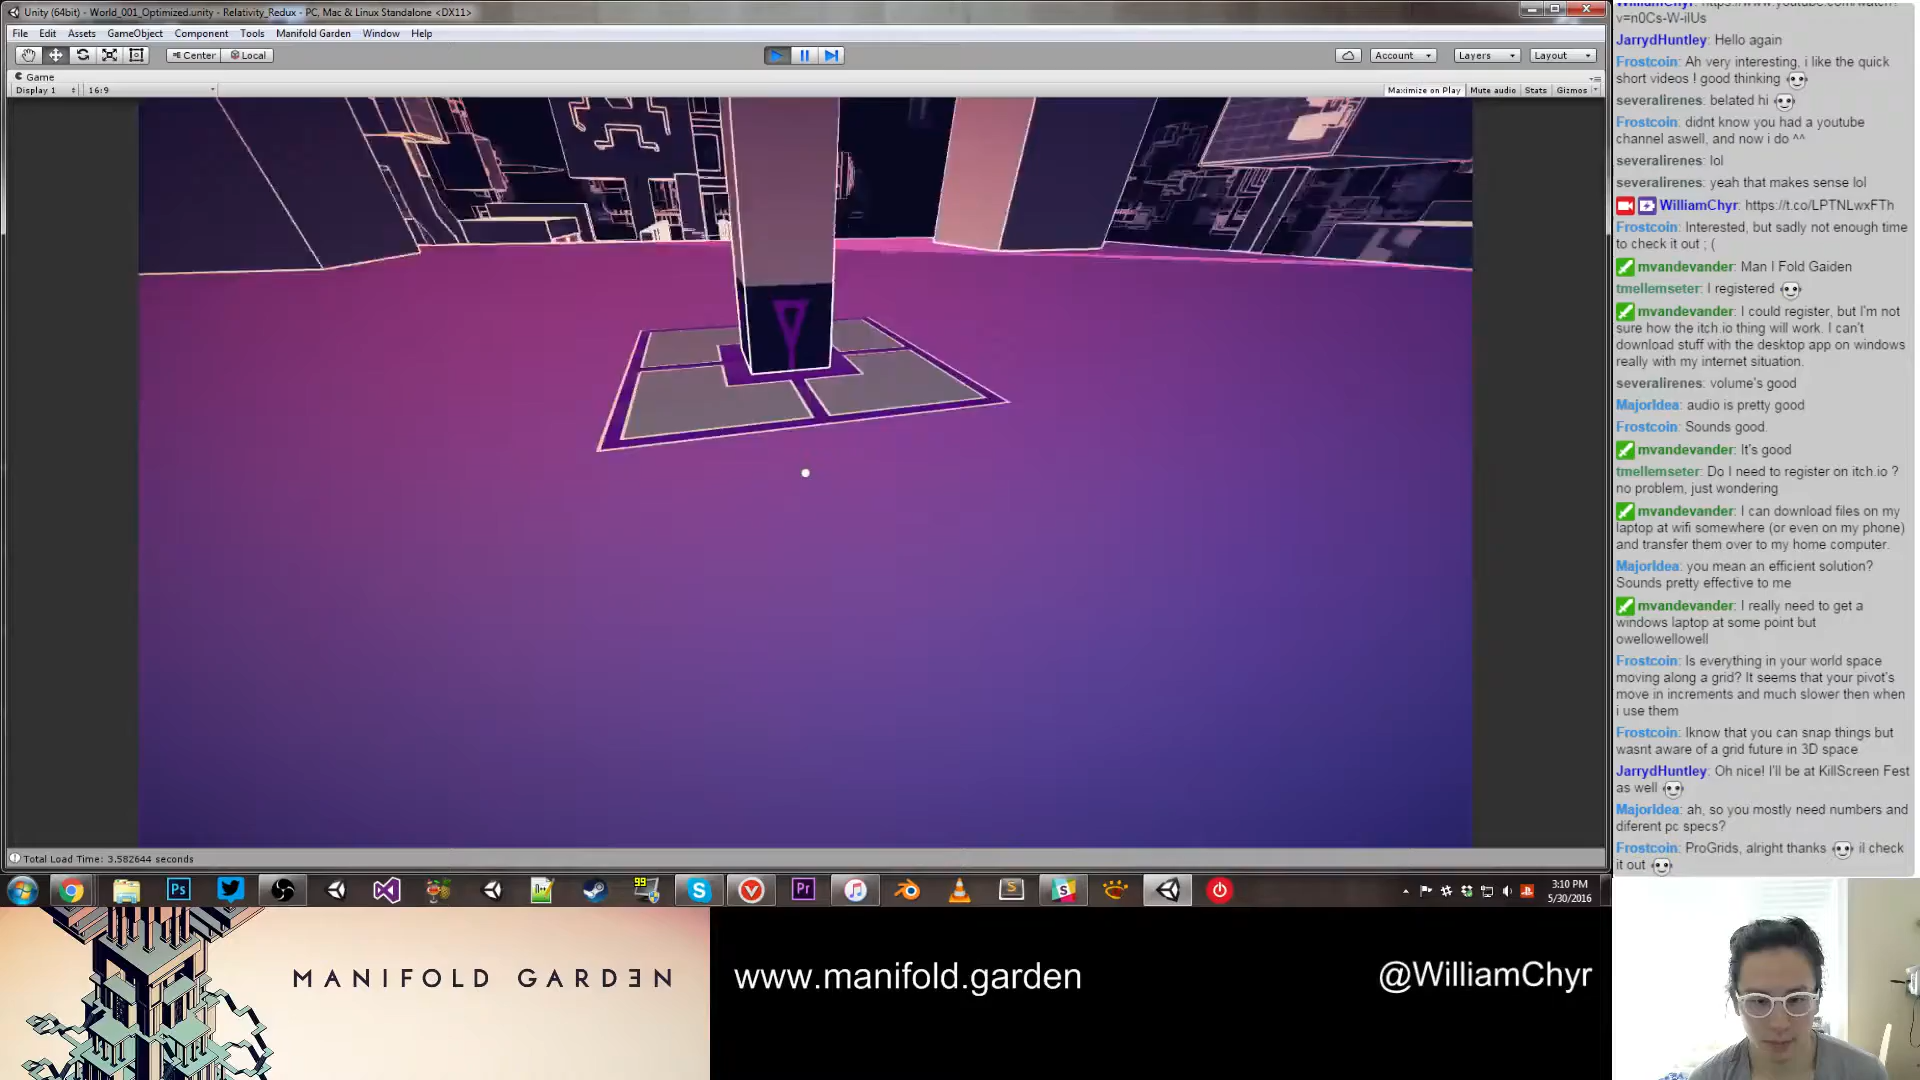 Unity (64bit) - World_001_Optimized.unity - Relativity_Redux - PC, Mac & Linux Standalone <DX11>
File Edit Assets GameObject Component Tools Manifold Garden Window Help
Center Local Account Layers Layout
Game
Display 1 16:9 Maximize on Play Mute audio Stats Gizmos
Total Load Time: 3.582644 seconds
Ps 99 Pr S
3:10 PM
5/30/2016
MANIFOLD GARDƎN
www.manifold.garden
@WilliamChyr
v=n0Cs-W-ilUs
JarrydHuntley: Hello again
Frostcoin: Ah very interesting, i like the quick
short videos ! good thinking
severalirenes: belated hi
Frostcoin: didnt know you had a youtube
channel aswell, and now i do ^^
severalirenes: lol
severalirenes: yeah that makes sense lol
WilliamChyr: https://t.co/LPTNLwxFTh
Frostcoin: Interested, but sadly not enough time
to check it out ; (
mvandevander: Man I Fold Gaiden
tmellemseter: I registered
mvandevander: I could register, but I'm not
sure how the itch.io thing will work. I can't
download stuff with the desktop app on windows
really with my internet situation.
severalirenes: volume's good
MajorIdea: audio is pretty good
Frostcoin: Sounds good.
mvandevander: It's good
tmellemseter: Do I need to register on itch.io ?
no problem, just wondering
mvandevander: I can download files on my
laptop at wifi somewhere (or even on my phone)
and transfer them over to my home computer.
MajorIdea: you mean an efficient solution?
Sounds pretty effective to me
mvandevander: I really need to get a
windows laptop at some point but
owellowellowell
Frostcoin: Is everything in your world space
moving along a grid? It seems that your pivot's
move in increments and much slower then when
i use them
Frostcoin: Iknow that you can snap things but
wasnt aware of a grid future in 3D space
JarrydHuntley: Oh nice! I'll be at KillScreen Fest
as well
MajorIdea: ah, so you mostly need numbers and
diferent pc specs?
Frostcoin: ProGrids, alright thanks il check
it out